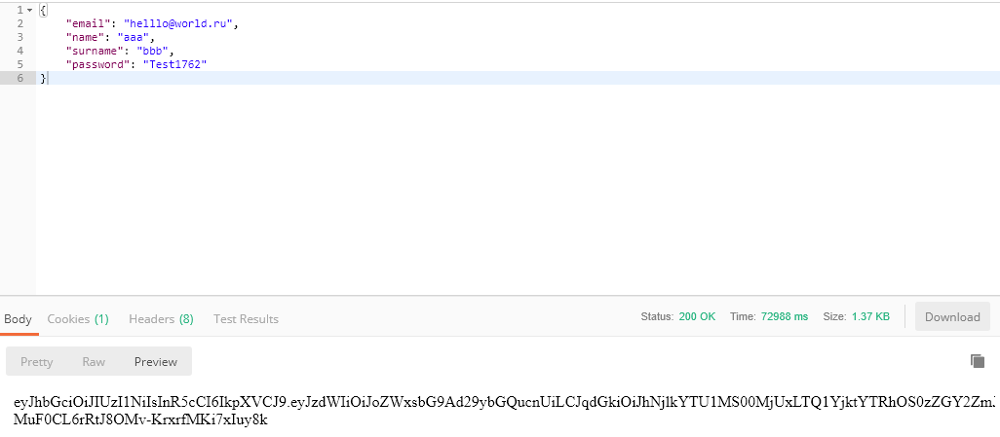 1 {
2 "email": "helllo@world.ru",
3 "name": "aaa",
4 "surname": "bbb",
5 "password": "Test1762"
6 }
Body Cookies (1) Headers (8) Test Results Status: 200 OK Time: 72988 ms Size: 1.37 KB Download
Pretty Raw Preview
eyJhbGciOiJIUzI1NiIsInR5cCI6IkpXVCJ9.eyJzdWIiOiJoZWxsbG9Ad29ybGQucnUiLCJqdGkiOiJhNjlkYTU1MS00MjUxLTQ1YjktYTRhOS0zZGY2ZmJ
MuF0CL6rRtJ8OMv-KrxrfMKi7xIuy8k